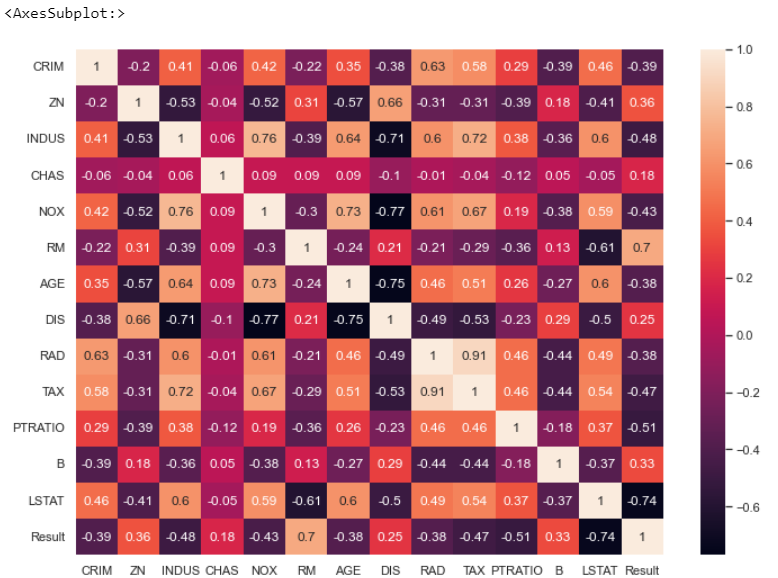 <AxesSubplot:>
CRIM 1 -0.2 0.41 -0.06 0.42 -0.22 0.35 -0.38 0.63 0.58 0.29 -0.39 0.46 -0.39 1.0
ZN -0.2 1 -0.53 -0.04 -0.52 0.31 -0.57 0.66 -0.31 -0.31 -0.39 0.18 -0.41 0.36 0.8
INDUS 0.41 -0.53 1 0.06 0.76 -0.39 0.64 -0.71 0.6 0.72 0.38 -0.36 0.6 -0.48
0.6
CHAS -0.06 -0.04 0.06 1 0.09 0.09 0.09 -0.1 -0.01 -0.04 -0.12 0.05 -0.05 0.18
NOX 0.42 -0.52 0.76 0.09 1 -0.3 0.73 -0.77 0.61 0.67 0.19 -0.38 0.59 -0.43 0.4
RM -0.22 0.31 -0.39 0.09 -0.3 1 -0.24 0.21 -0.21 -0.29 -0.36 0.13 -0.61 0.7
AGE 0.35 -0.57 0.64 0.09 0.73 -0.24 1 -0.75 0.46 0.51 0.26 -0.27 0.6 -0.38 0.2
DIS -0.38 0.66 -0.71 -0.1 -0.77 0.21 -0.75 1 -0.49 -0.53 -0.23 0.29 -0.5 0.25
0.0
RAD 0.63 -0.31 0.6 -0.01 0.61 -0.21 0.46 -0.49 1 0.91 0.46 -0.44 0.49 -0.38
TAX 0.58 -0.31 0.72 -0.04 0.67 -0.29 0.51 -0.53 0.91 1 0.46 -0.44 0.54 -0.47 −0.2
PTRATIO 0.29 -0.39 0.38 -0.12 0.19 -0.36 0.26 -0.23 0.46 0.46 1 -0.18 0.37 -0.51
−0.4
B -0.39 0.18 -0.36 0.05 -0.38 0.13 -0.27 0.29 -0.44 -0.44 -0.18 1 -0.37 0.33
LSTAT 0.46 -0.41 0.6 -0.05 0.59 -0.61 0.6 -0.5 0.49 0.54 0.37 -0.37 1 -0.74 −0.6
Result -0.39 0.36 -0.48 0.18 -0.43 0.7 -0.38 0.25 -0.38 -0.47 -0.51 0.33 -0.74 1
CRIM ZN INDUS CHAS NOX RM AGE DIS RAD TAX PTRATIO B LSTAT Result